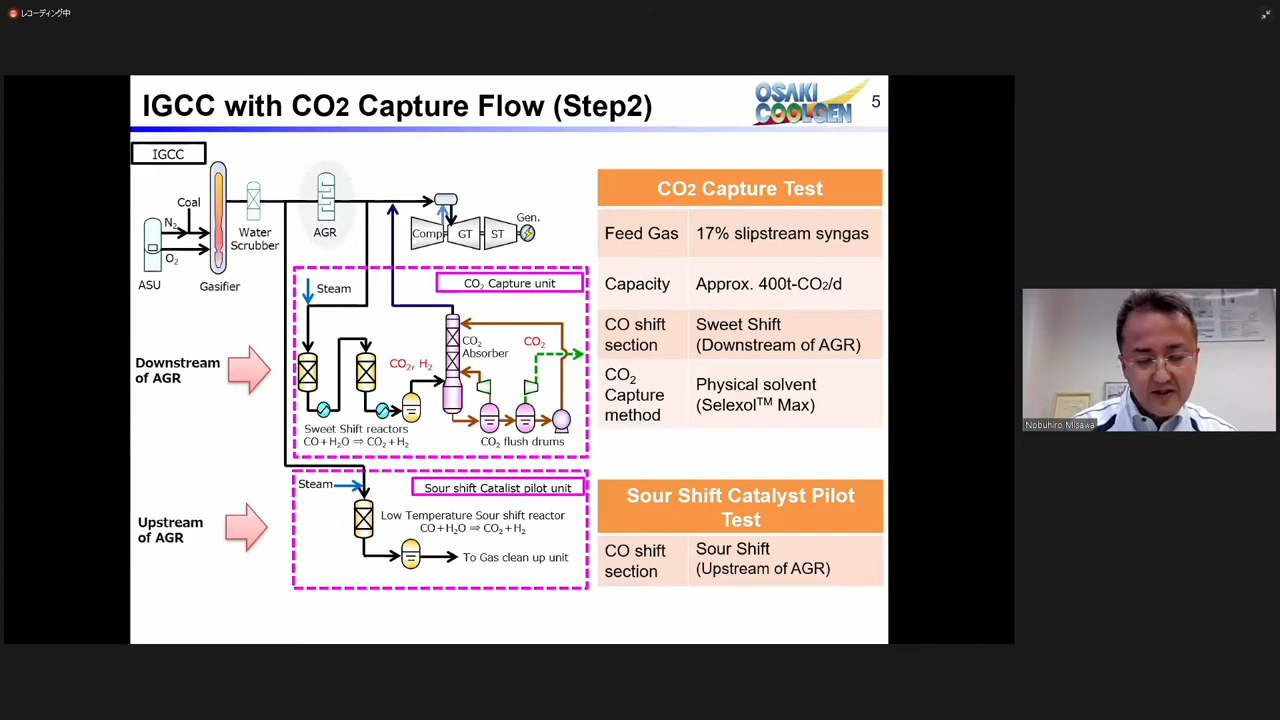 レコーディング中
IGCC with CO2 Capture Flow (Step2)
OSAKI
COOLGEN
5
IGCC
Coal
N2
O2
ASU
Gasifier
Water
Scrubber
AGR
Comp
GT
ST
Gen.
Steam
CO2 Capture unit
CO2, H2
CO2
Absorber
CO2
Sweet Shift reactors
CO+H2O ⇒ CO2+H2
CO2 flush drums
Downstream
of AGR
Steam
Sour shift Catalist pilot unit
Low Temperature Sour shift reactor
CO+H2O ⇒ CO2+H2
To Gas clean up unit
Upstream
of AGR
CO2 Capture Test
Feed Gas 17% slipstream syngas
Capacity Approx. 400t-CO2/d
CO shift
section
Sweet Shift
(Downstream of AGR)
CO2
Capture
method
Physical solvent
(Selexol™ Max)
Sour Shift Catalyst Pilot
Test
CO shift
section
Sour Shift
(Upstream of AGR)
Nobuhiro Misawa